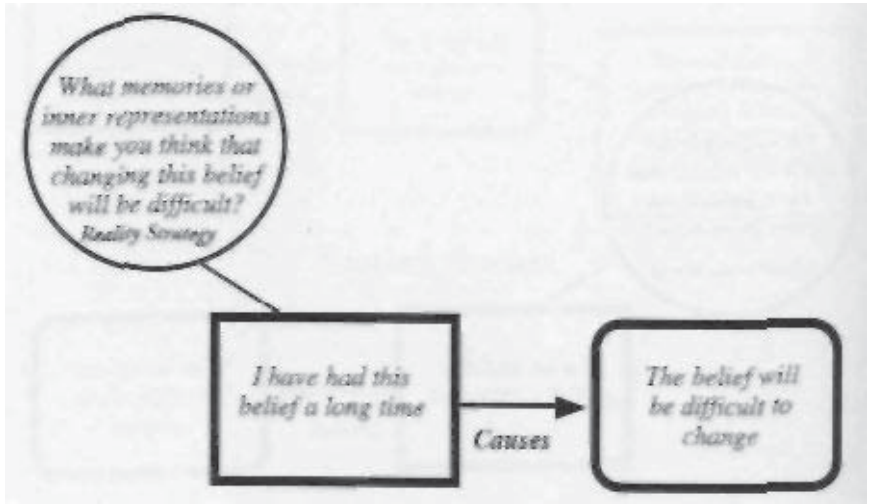 What memories or
inner representations
make you think that
changing this belief
will be difficult?
Reality Strategy
I have had this
belief a long time
Causes
The belief will
be difficult to
change